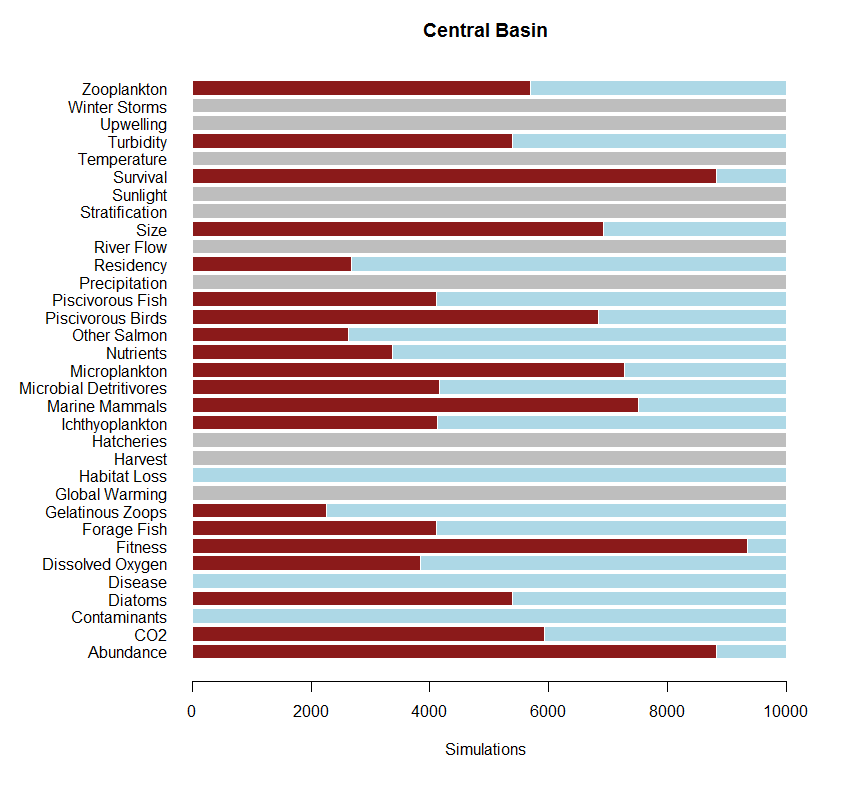 Central Basin
Zooplankton
Winter Storms
Upwelling
Turbidity
Temperature
Survival
Sunlight
Stratification
Size
River Flow
Residency
Precipitation
Piscivorous Fish
Piscivorous Birds
Other Salmon
Nutrients
Microplankton
Microbial Detritivores
Marine Mammals
Ichthyoplankton
Hatcheries
Harvest
Habitat Loss
Global Warming
Gelatinous Zoops
Forage Fish
Fitness
Dissolved Oxygen
Disease
Diatoms
Contaminants
CO2
Abundance
0 2000 4000 6000 8000 10000
Simulations